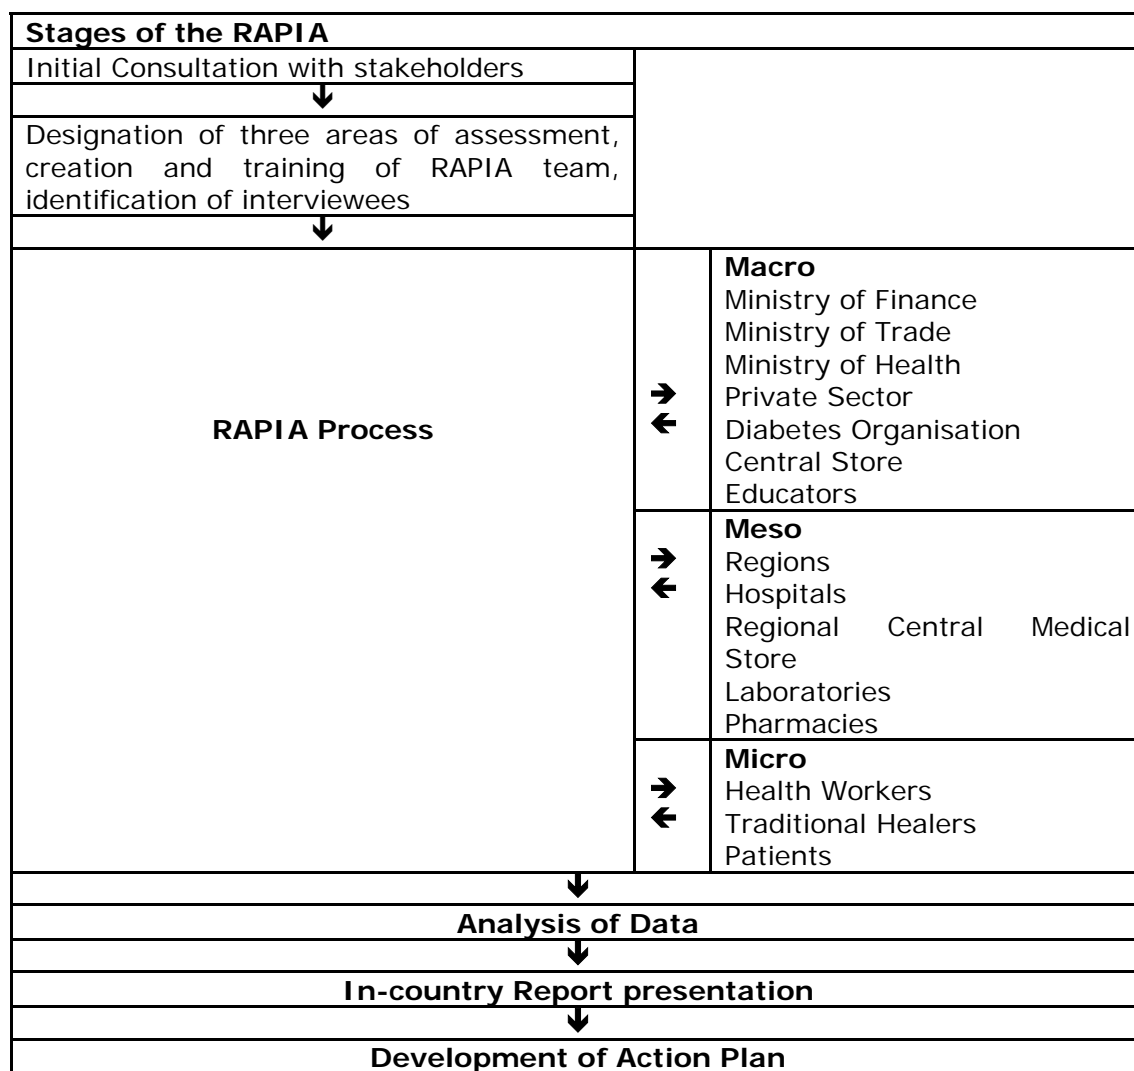 Stages of the RAPIA
Initial Consultation with stakeholders
🡻
Designation of three areas of assessment,
creation and training of RAPIA team,
identification of interviewees
🡻
RAPIA Process
🡺
🡸
Macro
Ministry of Finance
Ministry of Trade
Ministry of Health
Private Sector
Diabetes Organisation
Central Store
Educators
🡺
🡸
Meso
Regions
Hospitals
Regional Central Medical
Store
Laboratories
Pharmacies
🡺
🡸
Micro
Health Workers
Traditional Healers
Patients
🡻
Analysis of Data
🡻
In-country Report presentation
🡻
Development of Action Plan